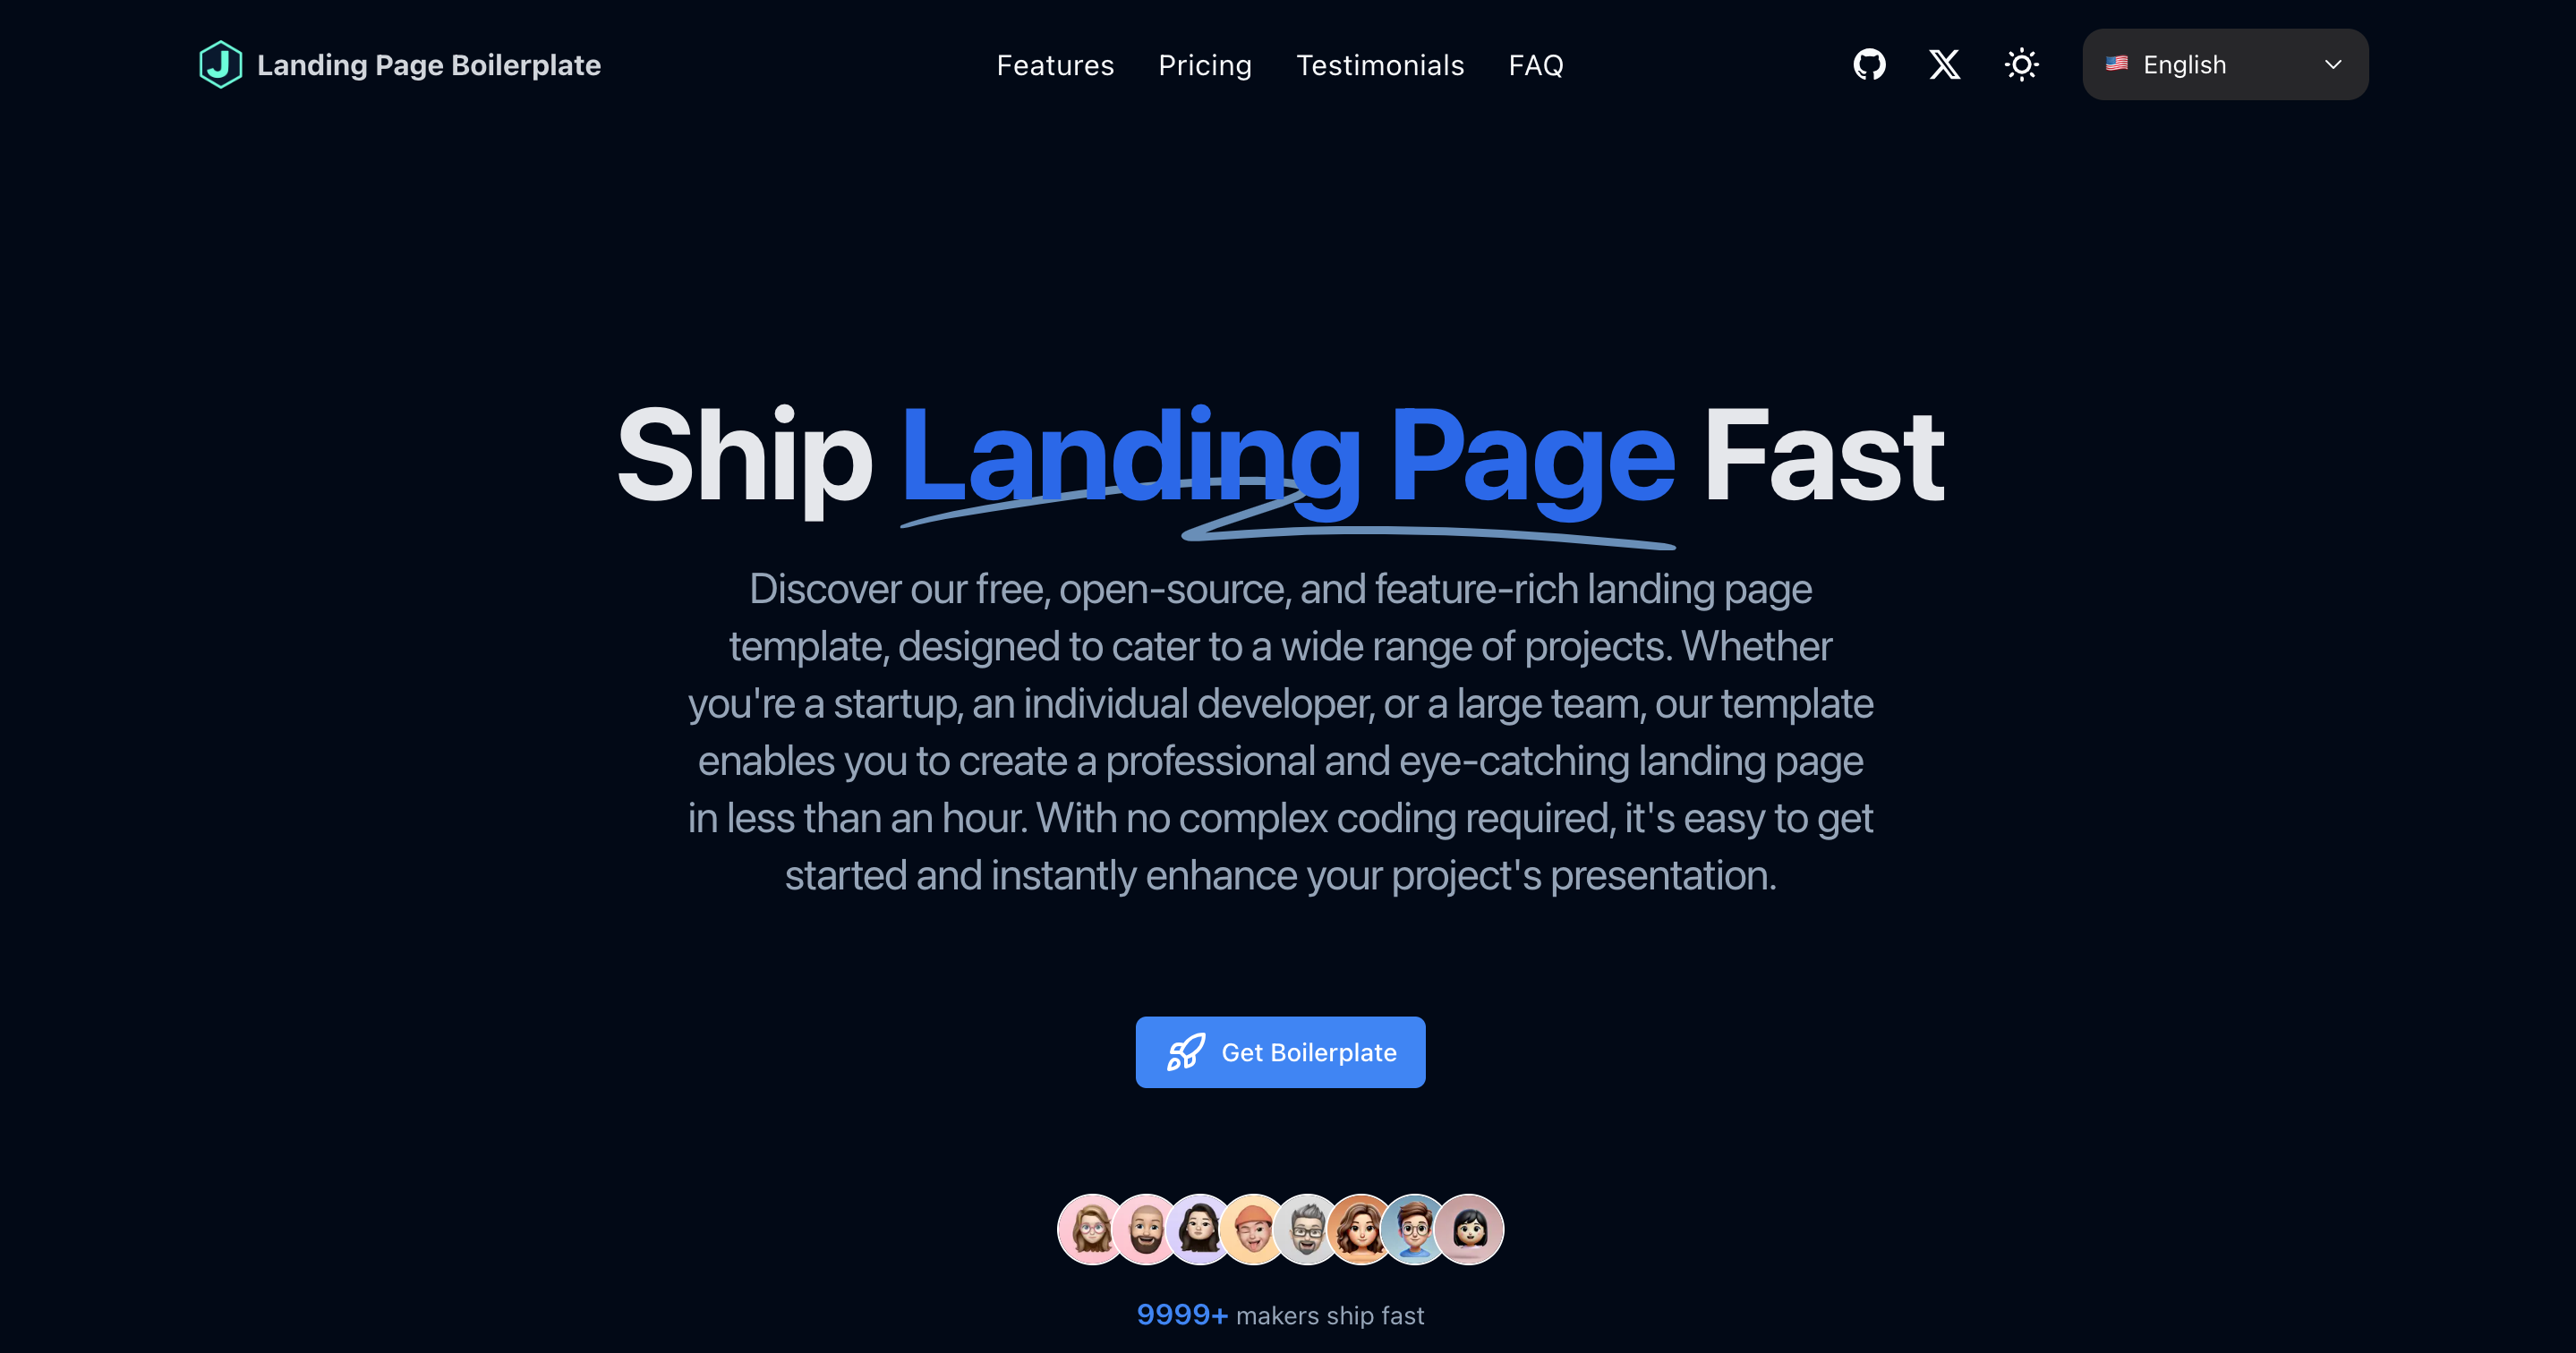 Landing Page Boilerplate
Features Pricing Testimonials FAQ
English
Ship Landing Page Fast
Discover our free, open-source, and feature-rich landing page
template, designed to cater to a wide range of projects. Whether
you're a startup, an individual developer, or a large team, our template
enables you to create a professional and eye-catching landing page
in less than an hour. With no complex coding required, it's easy to get
started and instantly enhance your project's presentation.
Get Boilerplate
9999+ makers ship fast